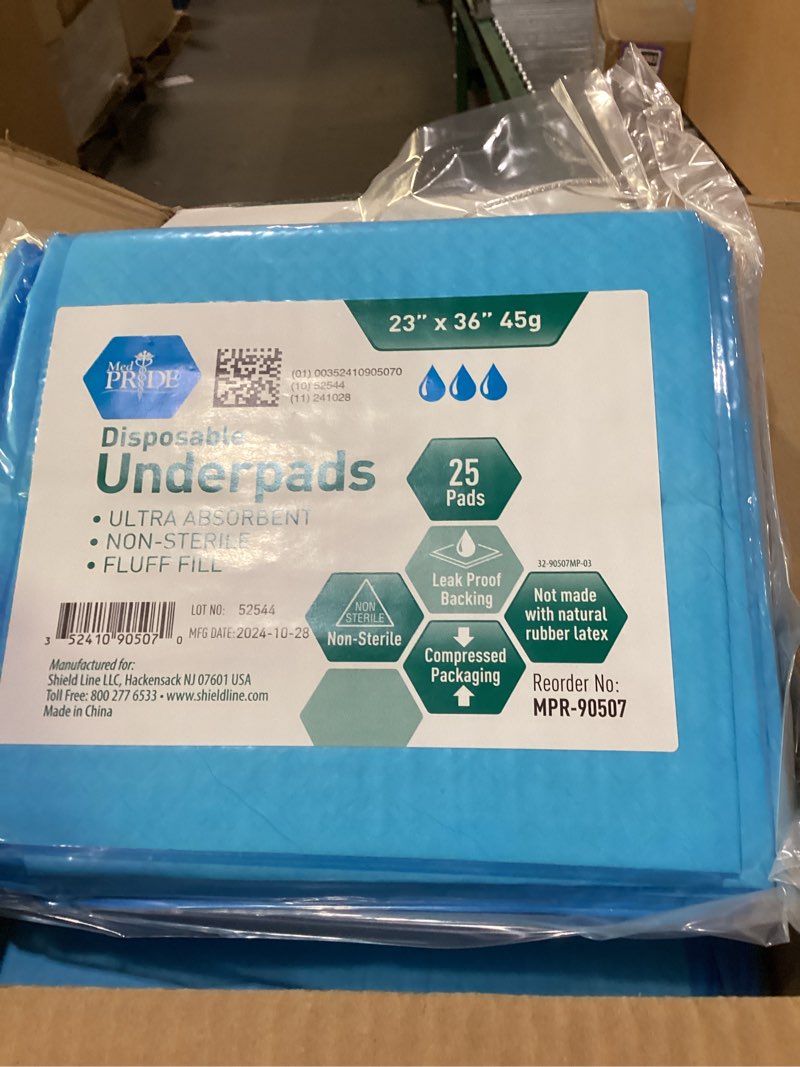 23” x 36” 45g
Med
PRIDE
(01) 00352410905070
(10) 52544
(11) 241028
Disposable
Underpads
• ULTRA ABSORBENT
• NON-STERILE
• FLUFF FILL
25
Pads
Leak Proof
Backing
32-90507MP-03
Not made
with natural
rubber latex
NON
STERILE
Non-Sterile
Compressed
Packaging
LOT NO: 52544
MFG DATE: 2024-10-28
3 52410 90507 0
Manufactured for:
Shield Line LLC, Hackensack NJ 07601 USA
Toll Free: 800 277 6533 • www.shieldline.com
Made in China
Reorder No:
MPR-90507